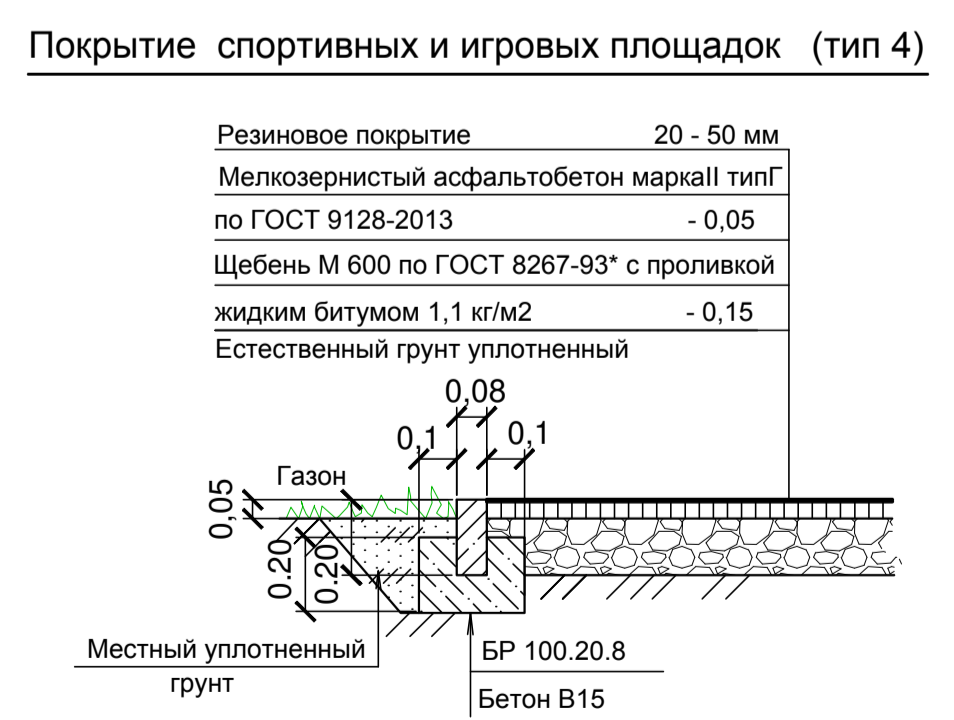 Покрытие спортивных и игровых площадок (тип 4)
Резиновое покрытие 20 - 50 мм
Мелкозернистый асфальтобетон маркаII типГ
по ГОСТ 9128-2013 - 0,05
Щебень М 600 по ГОСТ 8267-93* с проливкой
жидким битумом 1,1 кг/м2 - 0,15
Естественный грунт уплотненный
0,08
0,1 0,1
Газон
0,05
0.20
0.20
Местный уплотненный
грунт
БР 100.20.8
Бетон В15